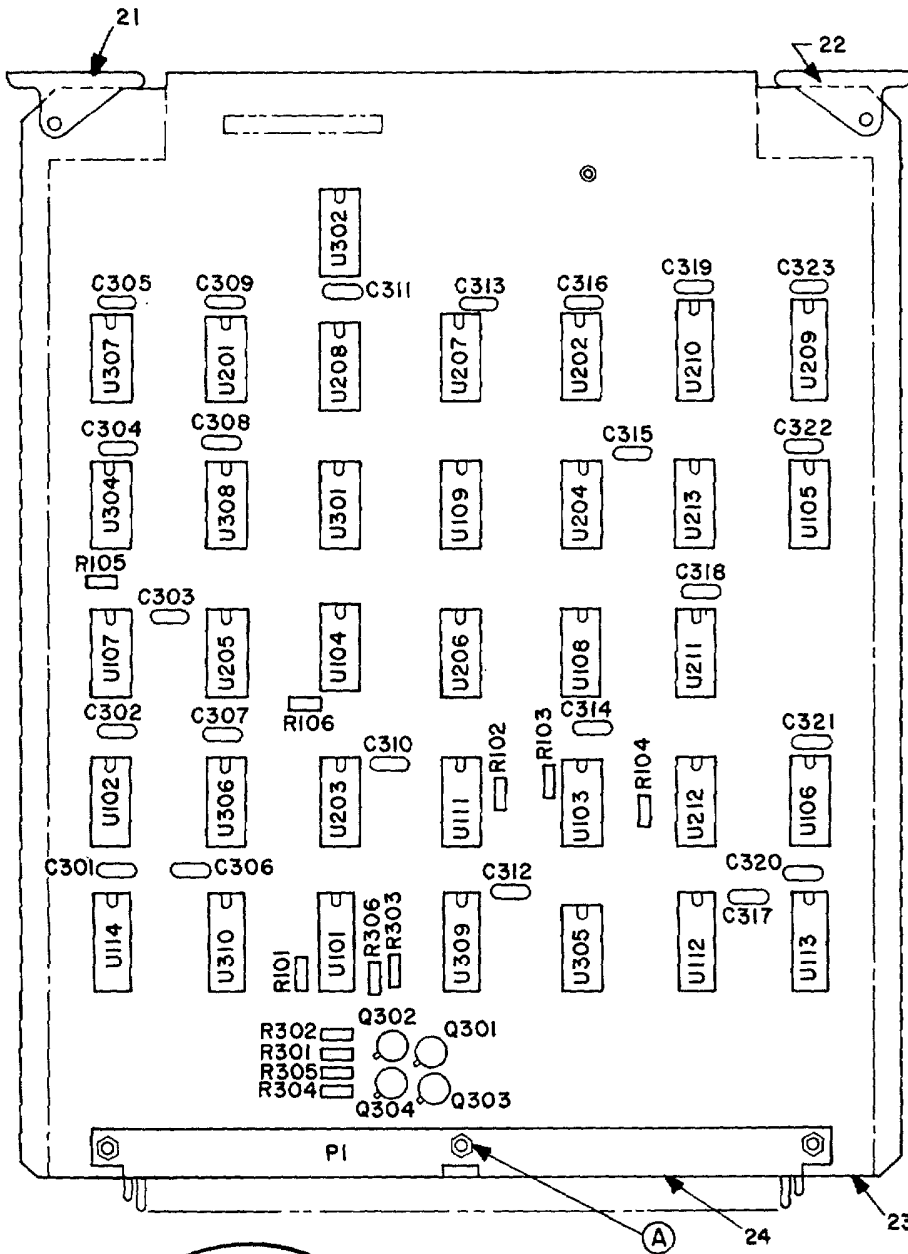 21
22
U302
C305 C309 C311 C313 C316 C319 C323
U307 U201 U208 U207 U202 U210 U209
C304 C308 C315 C322
U304 U308 U301 U109 U204 U213 U105
R105 C303 C318
U107 U205 U104 U206 U108 U211
C302 C307 R106 C314 C321
C310 R102 R103 R104
U102 U306 U203 U111 U103 U212 U106
C301 C306 C312 C320
C317
U114 U310 R101 U101 R306 R303 U309 U305 U112 U113
Q302 Q301
R302
R301
R305
R304
Q304 Q303
P1
A 24 23